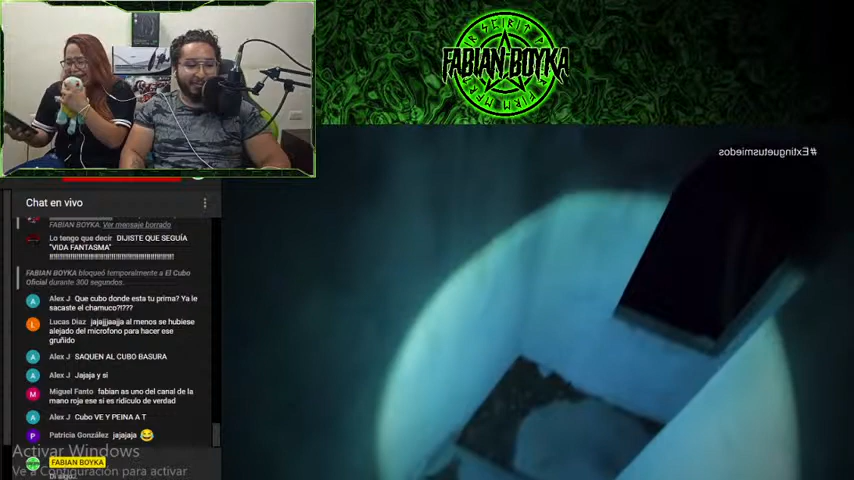 FABIAN BOYKA
#Extinguetusmiedos
Chat en vivo
FABIAN BOYKA. Ver mensaje borrado
Lo tengo que decir DIJISTE QUE SEGUÍA
"VIDA FANTASMA"
FABIAN BOYKA bloqueó temporalmente a El Cubo
Oficial durante 300 segundos.
A Alex J Que cubo donde esta tu prima? Ya le
sacaste el chamuco?!???
L Lucas Diaz jajajjaajja al menos se hubiese
alejado del microfono para hacer ese
gruñido
A Alex J SAQUEN AL CUBO BASURA
A Alex J Jajaja y si
M Miguel Fanto fabian as uno del canal de la
mano roja ese si es ridiculo de verdad
A Alex J Cubo VE Y PEINA A T
P Patricia González jajajaja 😂
Activar Windows
Ve a Configuración para activar
FABIAN BOYKA
Di algo...